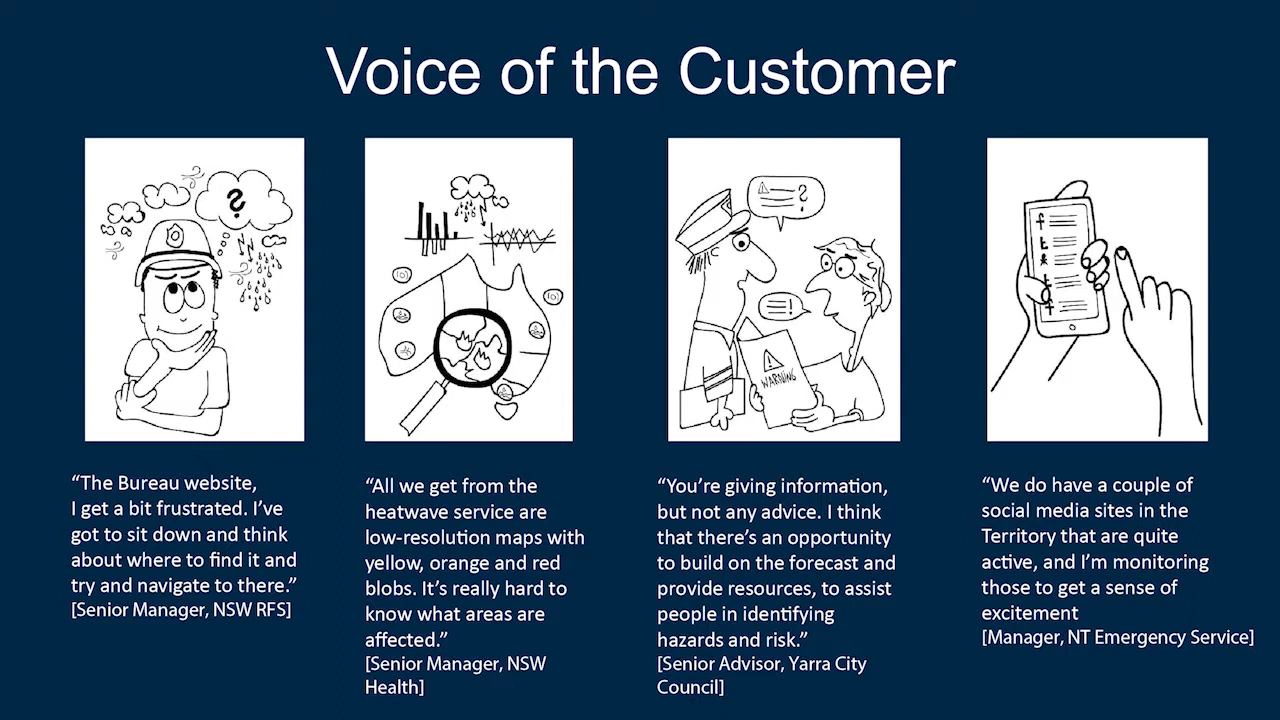 Voice of the Customer
?
?
!
WARNING
“The Bureau website,
I get a bit frustrated. I’ve
got to sit down and think
about where to find it and
try and navigate to there.”
[Senior Manager, NSW RFS]
“All we get from the
heatwave service are
low-resolution maps with
yellow, orange and red
blobs. It’s really hard to
know what areas are
affected.”
[Senior Manager, NSW
Health]
“You’re giving information,
but not any advice. I think
that there’s an opportunity
to build on the forecast and
provide resources, to assist
people in identifying
hazards and risk.”
[Senior Advisor, Yarra City
Council]
“We do have a couple of
social media sites in the
Territory that are quite
active, and I’m monitoring
those to get a sense of
excitement
[Manager, NT Emergency Service]